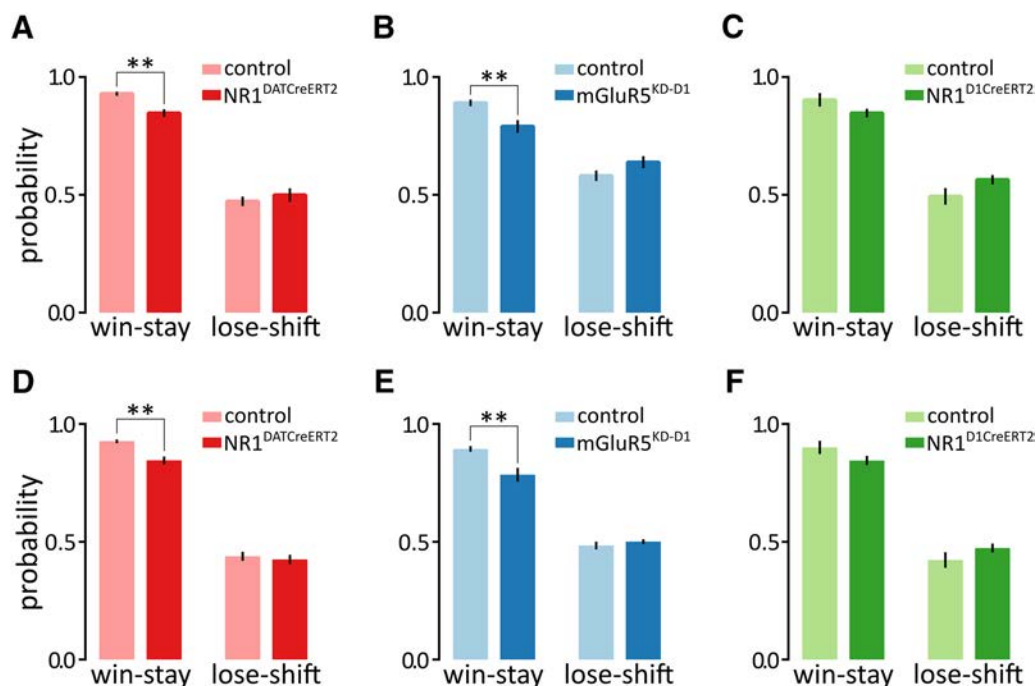 A
**
control
NR1DATCreERT2
1.0
0.5
0.0
probability
win-stay lose-shift
B
**
control
mGluR5KD-D1
1.0
0.5
0.0
win-stay lose-shift
C
control
NR1D1CreERT2
1.0
0.5
0.0
win-stay lose-shift
D
**
control
NR1DATCreERT2
1.0
0.5
0.0
probability
win-stay lose-shift
E
**
control
mGluR5KD-D1
1.0
0.5
0.0
win-stay lose-shift
F
control
NR1D1CreERT2
1.0
0.5
0.0
win-stay lose-shift